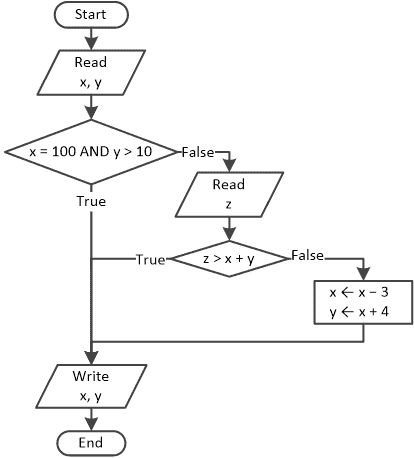 Start
Read
x, y
x = 100 AND y > 10
False
True
Read
z
z > x + y
True
False
x ← x − 3
y ← x + 4
Write
x, y
End